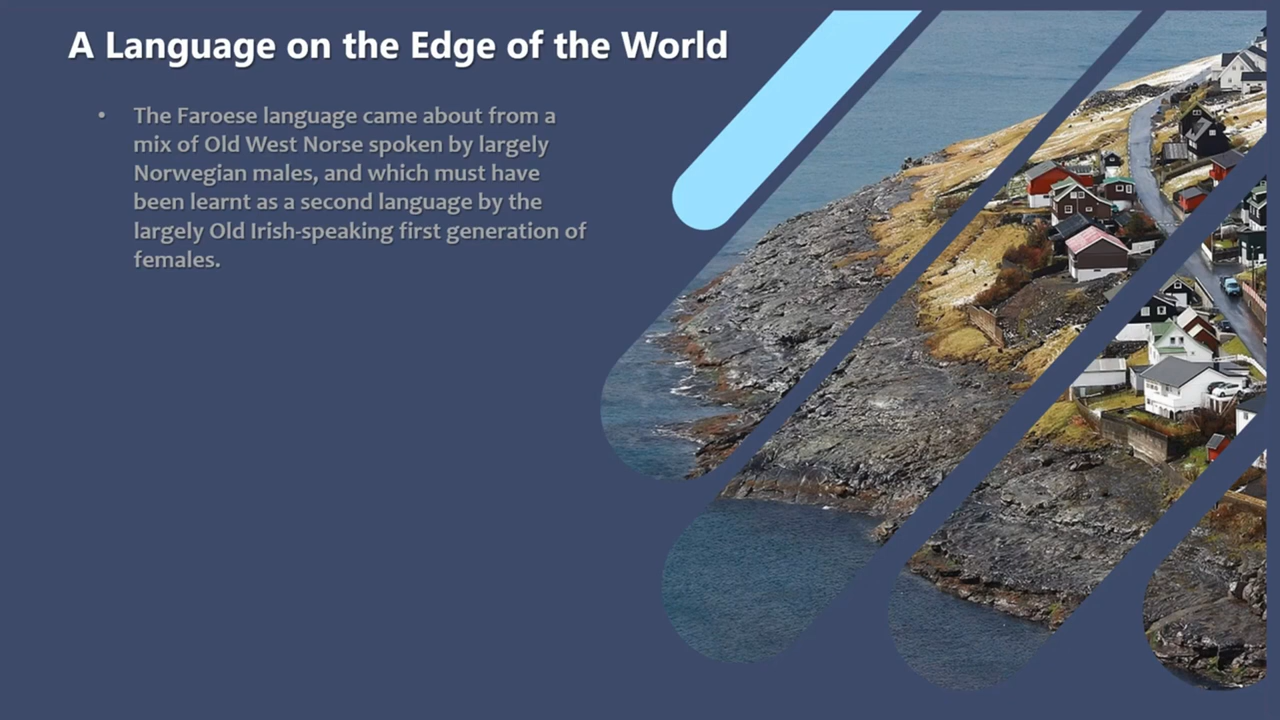 A Language on the Edge of the World
• The Faroese language came about from a
mix of Old West Norse spoken by largely
Norwegian males, and which must have
been learnt as a second language by the
largely Old Irish-speaking first generation of
females.